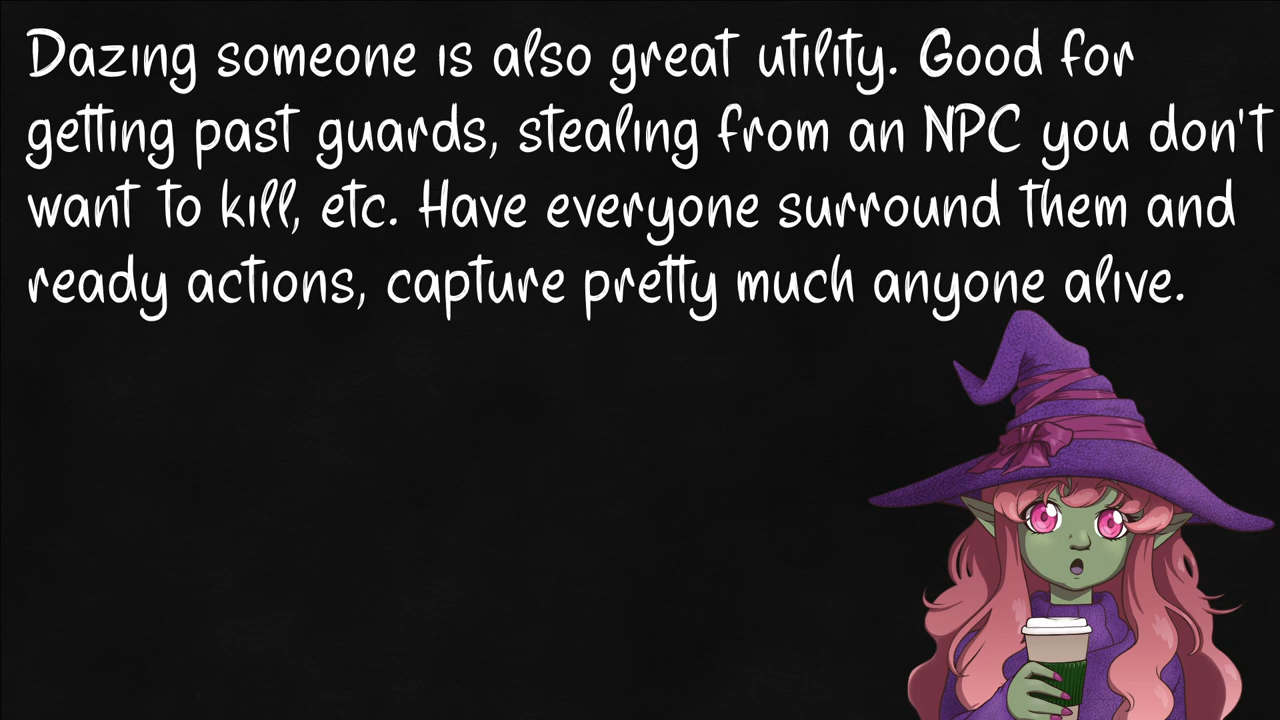 Dazing someone is also great utility. Good for
getting past guards, stealing from an NPC you don't
want to kill, etc. Have everyone surround them and
ready actions, capture pretty much anyone alive.